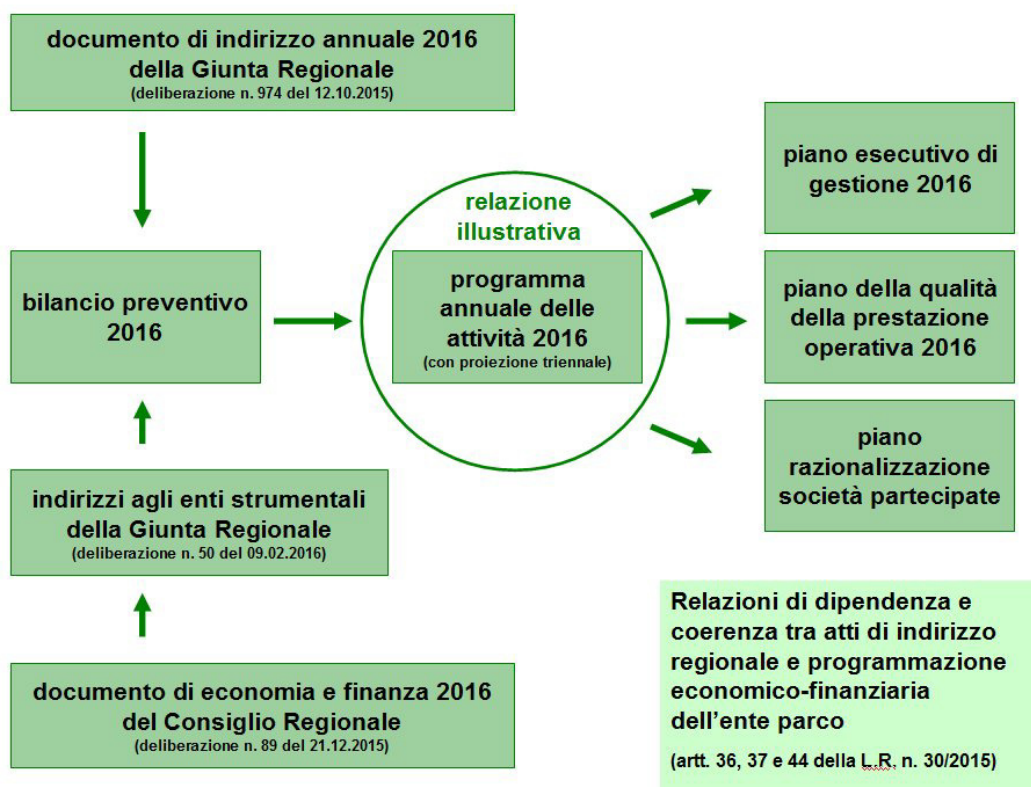 documento di indirizzo annuale 2016
della Giunta Regionale
(deliberazione n. 974 del 12.10.2015)
bilancio preventivo
2016
indirizzi agli enti strumentali
della Giunta Regionale
(deliberazione n. 50 del 09.02.2016)
documento di economia e finanza 2016
del Consiglio Regionale
(deliberazione n. 89 del 21.12.2015)
relazione
illustrativa
programma
annuale delle
attività 2016
(con proiezione triennale)
piano esecutivo di
gestione 2016
piano della qualità
della prestazione
operativa 2016
piano
razionalizzazione
società partecipate
Relazioni di dipendenza e
coerenza tra atti di indirizzo
regionale e programmazione
economico-finanziaria
dell'ente parco
(artt. 36, 37 e 44 della L.R. n. 30/2015)